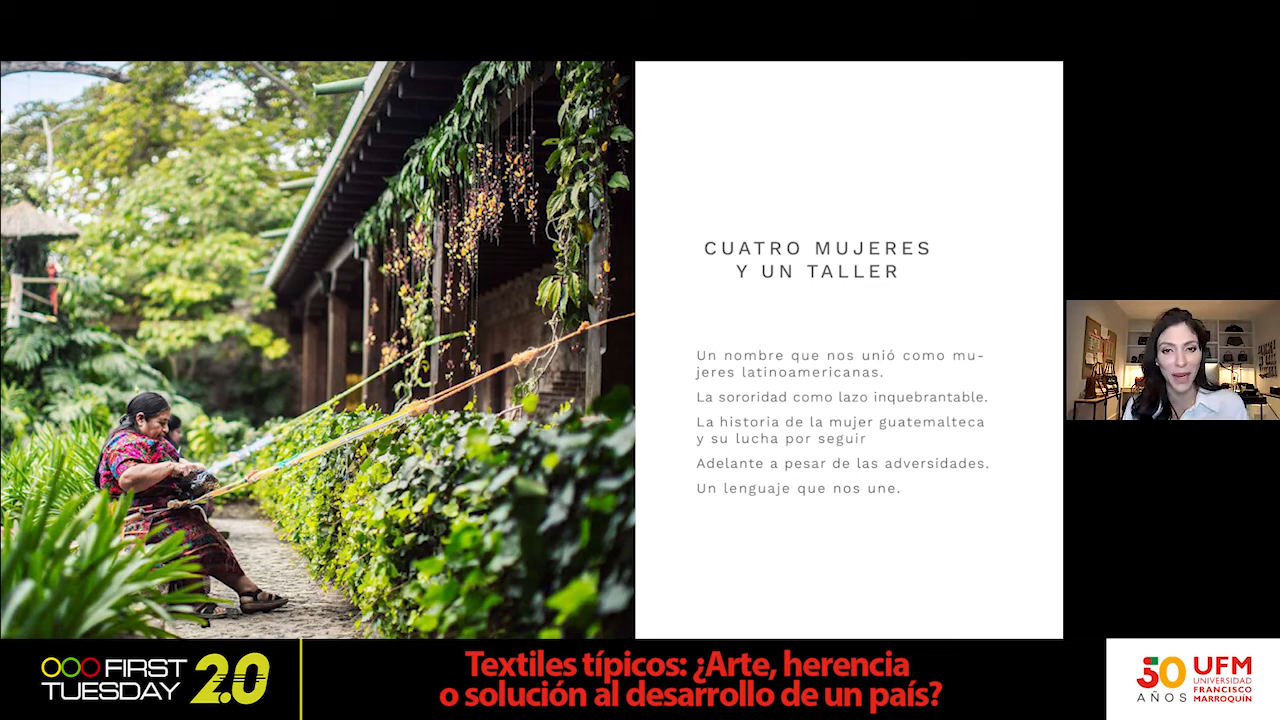 CUATRO MUJERES
Y UN TALLER
Un nombre que nos unió como mu-
jeres latinoamericanas.
La sororidad como lazo inquebrantable.
La historia de la mujer guatemalteca
y su lucha por seguir
Adelante a pesar de las adversidades.
Un lenguaje que nos une.
FIRST
TUESDAY
2.0
Textiles típicos: ¿Arte, herencia
o solución al desarrollo de un país?
50
AÑOS
UFM
UNIVERSIDAD
FRANCISCO
MARROQUÍN